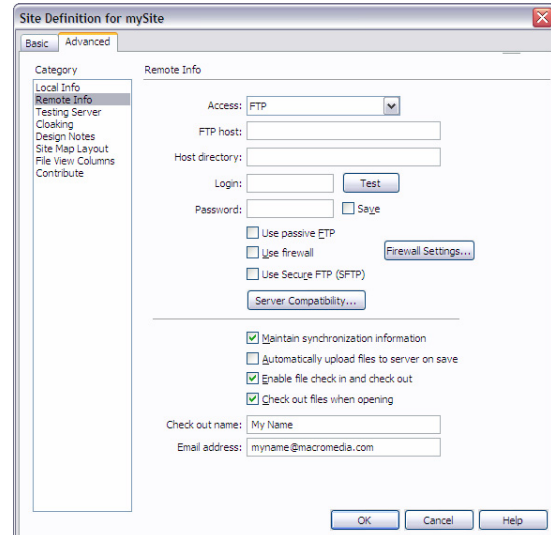 Site Definition for mySite
Basic Advanced
Category
Local Info
Remote Info
Testing Server
Cloaking
Design Notes
Site Map Layout
File View Columns
Contribute
Remote Info
Access: FTP
FTP host:
Host directory:
Login: Test
Password: Save
Use passive FTP
Use firewall Firewall Settings...
Use Secure FTP (SFTP)
Server Compatibility...
Maintain synchronization information
Automatically upload files to server on save
Enable file check in and check out
Check out files when opening
Check out name: My Name
Email address: myname@macromedia.com
OK Cancel Help